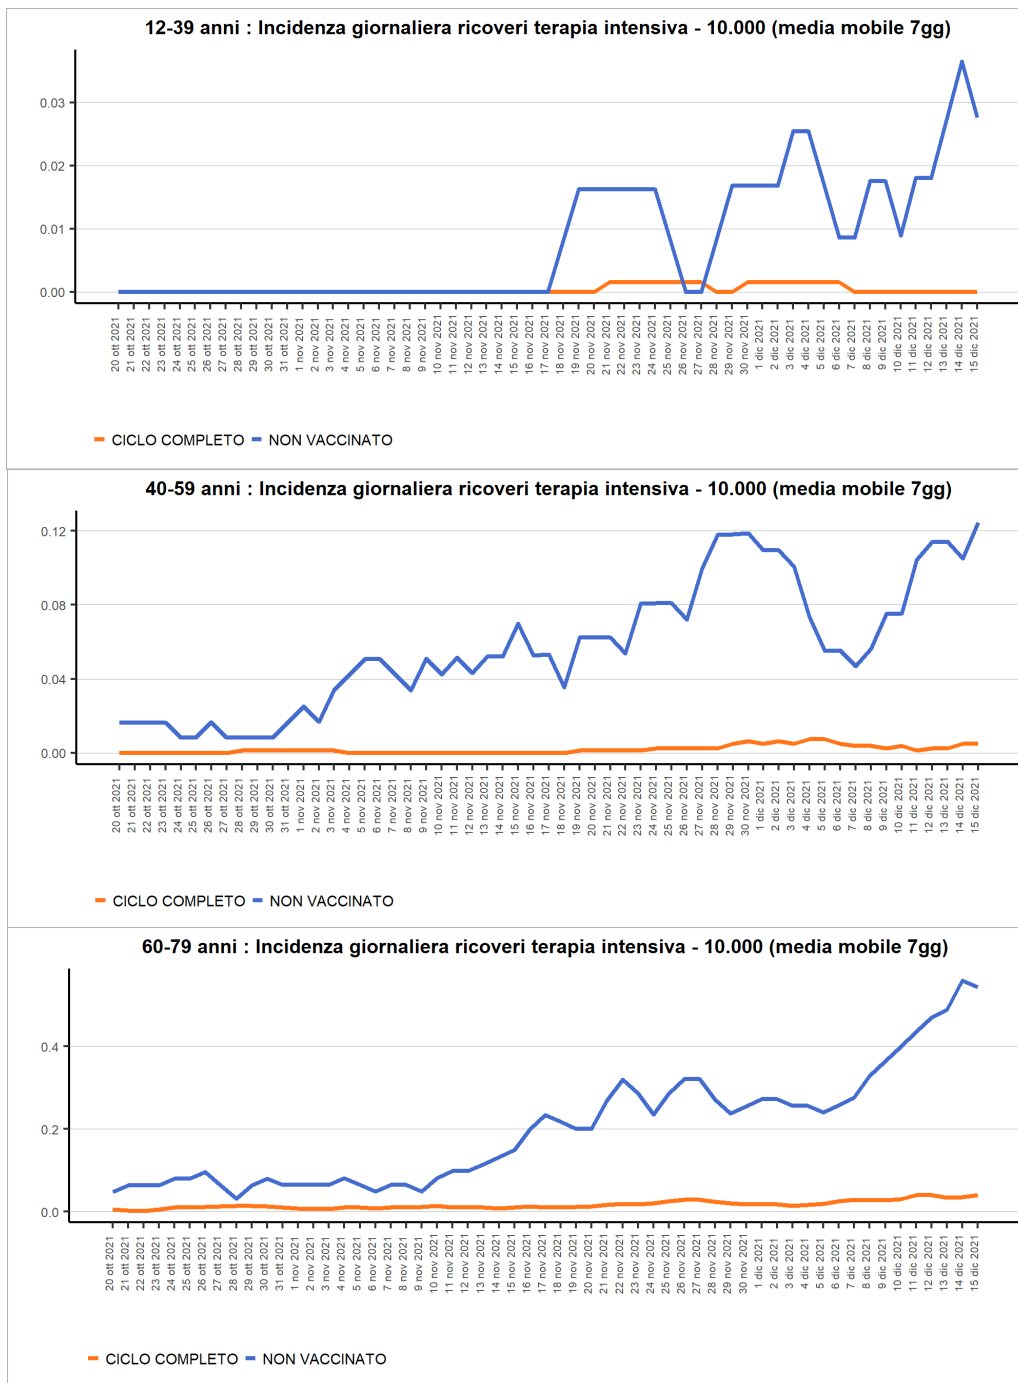 12-39 anni : Incidenza giornaliera ricoveri terapia intensiva - 10.000 (media mobile 7gg)
0.03
0.02
0.01
0.00
20 ott 2021
21 ott 2021
22 ott 2021
23 ott 2021
24 ott 2021
25 ott 2021
26 ott 2021
27 ott 2021
28 ott 2021
29 ott 2021
30 ott 2021
31 ott 2021
1 nov 2021
2 nov 2021
3 nov 2021
4 nov 2021
5 nov 2021
6 nov 2021
7 nov 2021
8 nov 2021
9 nov 2021
10 nov 2021
11 nov 2021
12 nov 2021
13 nov 2021
14 nov 2021
15 nov 2021
16 nov 2021
17 nov 2021
18 nov 2021
19 nov 2021
20 nov 2021
21 nov 2021
22 nov 2021
23 nov 2021
24 nov 2021
25 nov 2021
26 nov 2021
27 nov 2021
28 nov 2021
29 nov 2021
30 nov 2021
1 dic 2021
2 dic 2021
3 dic 2021
4 dic 2021
5 dic 2021
6 dic 2021
7 dic 2021
8 dic 2021
9 dic 2021
10 dic 2021
11 dic 2021
12 dic 2021
13 dic 2021
14 dic 2021
15 dic 2021
CICLO COMPLETO NON VACCINATO
40-59 anni : Incidenza giornaliera ricoveri terapia intensiva - 10.000 (media mobile 7gg)
0.12
0.08
0.04
0.00
20 ott 2021
21 ott 2021
22 ott 2021
23 ott 2021
24 ott 2021
25 ott 2021
26 ott 2021
27 ott 2021
28 ott 2021
29 ott 2021
30 ott 2021
31 ott 2021
1 nov 2021
2 nov 2021
3 nov 2021
4 nov 2021
5 nov 2021
6 nov 2021
7 nov 2021
8 nov 2021
9 nov 2021
10 nov 2021
11 nov 2021
12 nov 2021
13 nov 2021
14 nov 2021
15 nov 2021
16 nov 2021
17 nov 2021
18 nov 2021
19 nov 2021
20 nov 2021
21 nov 2021
22 nov 2021
23 nov 2021
24 nov 2021
25 nov 2021
26 nov 2021
27 nov 2021
28 nov 2021
29 nov 2021
30 nov 2021
1 dic 2021
2 dic 2021
3 dic 2021
4 dic 2021
5 dic 2021
6 dic 2021
7 dic 2021
8 dic 2021
9 dic 2021
10 dic 2021
11 dic 2021
12 dic 2021
13 dic 2021
14 dic 2021
15 dic 2021
CICLO COMPLETO NON VACCINATO
60-79 anni : Incidenza giornaliera ricoveri terapia intensiva - 10.000 (media mobile 7gg)
0.4
0.2
0.0
20 ott 2021
21 ott 2021
22 ott 2021
23 ott 2021
24 ott 2021
25 ott 2021
26 ott 2021
27 ott 2021
28 ott 2021
29 ott 2021
30 ott 2021
31 ott 2021
1 nov 2021
2 nov 2021
3 nov 2021
4 nov 2021
5 nov 2021
6 nov 2021
7 nov 2021
8 nov 2021
9 nov 2021
10 nov 2021
11 nov 2021
12 nov 2021
13 nov 2021
14 nov 2021
15 nov 2021
16 nov 2021
17 nov 2021
18 nov 2021
19 nov 2021
20 nov 2021
21 nov 2021
22 nov 2021
23 nov 2021
24 nov 2021
25 nov 2021
26 nov 2021
27 nov 2021
28 nov 2021
29 nov 2021
30 nov 2021
1 dic 2021
2 dic 2021
3 dic 2021
4 dic 2021
5 dic 2021
6 dic 2021
7 dic 2021
8 dic 2021
9 dic 2021
10 dic 2021
11 dic 2021
12 dic 2021
13 dic 2021
14 dic 2021
15 dic 2021
CICLO COMPLETO NON VACCINATO